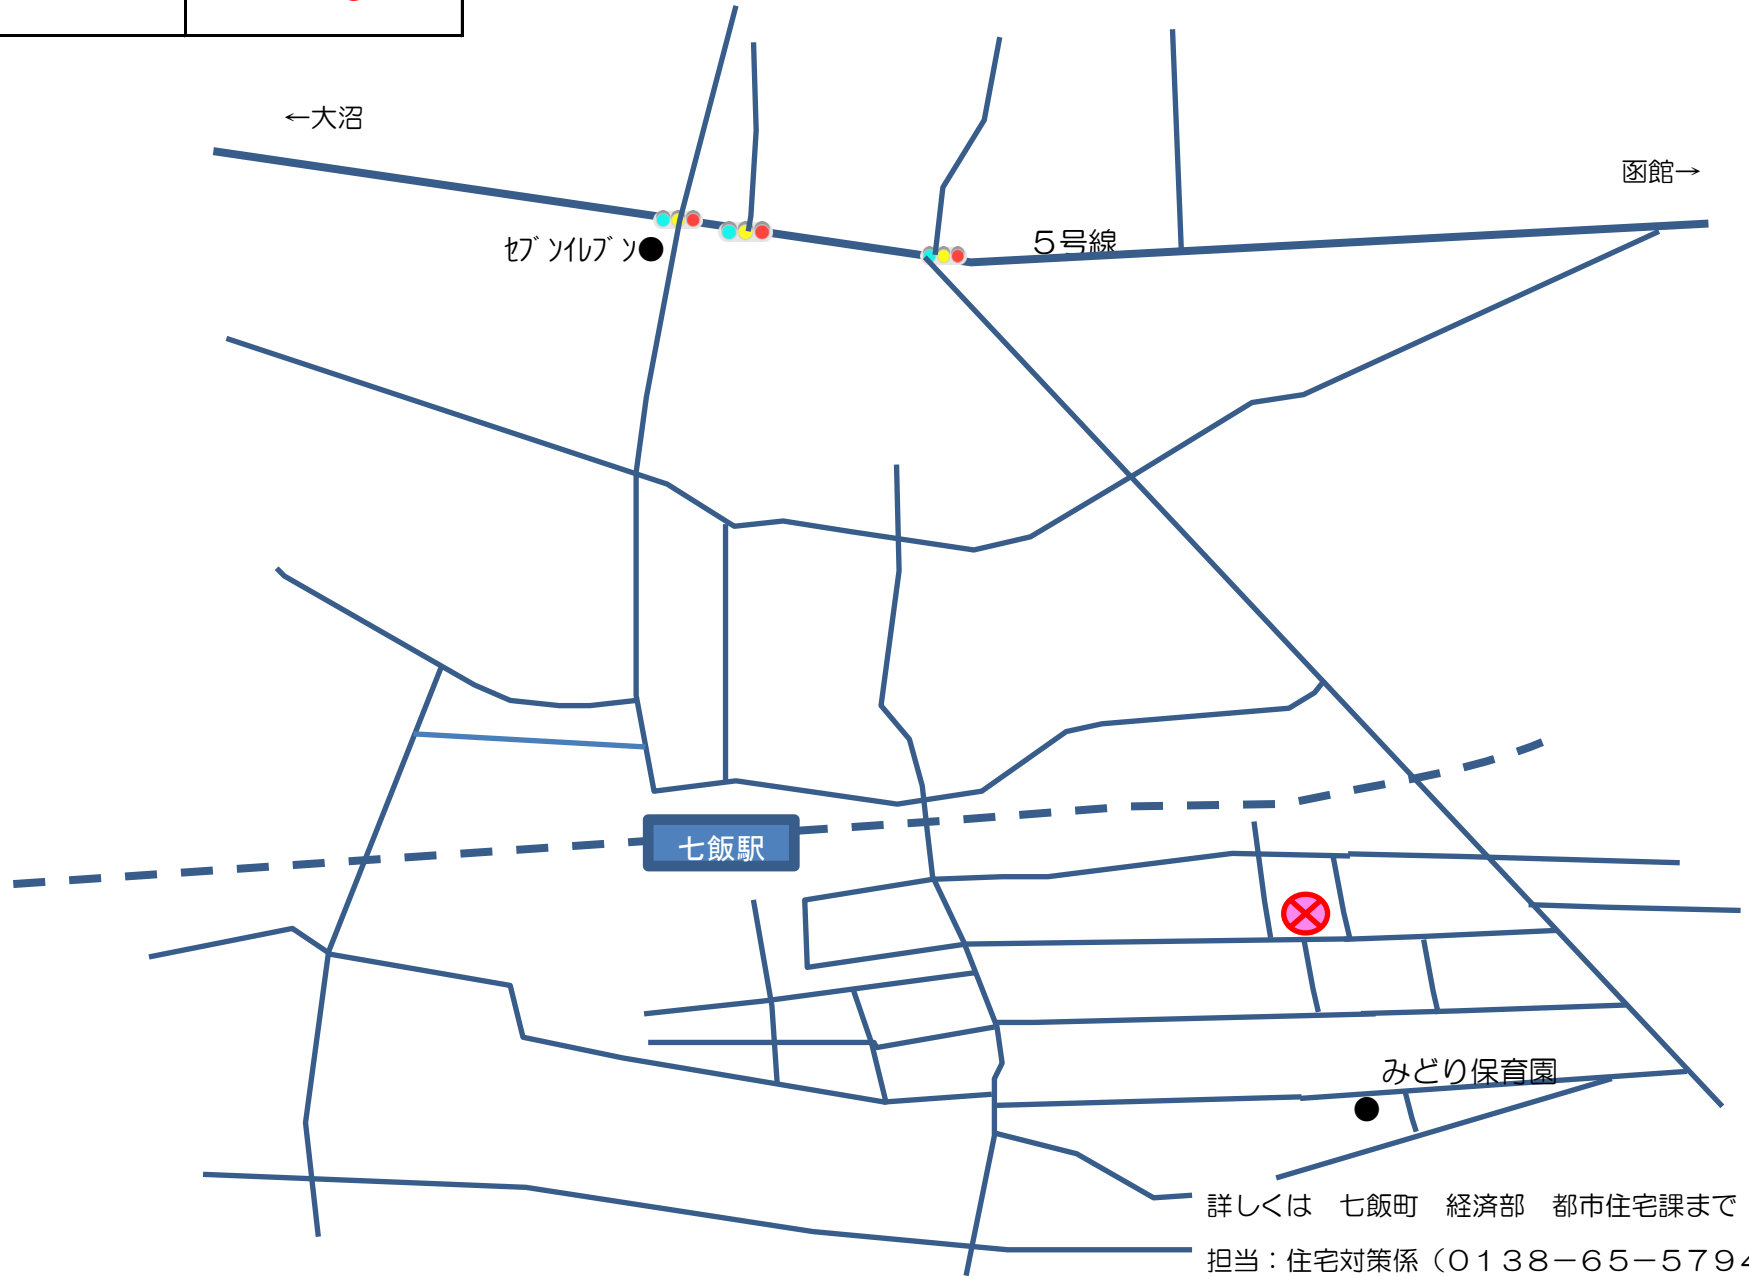 ←大沼
函館→
５号線
ｾﾌﾞﾝｲﾚﾌﾞﾝ●
七飯駅
みどり保育園
詳しくは　七飯町　経済部　都市住宅課まで
担当：住宅対策係（０１３８－６５－５７９４